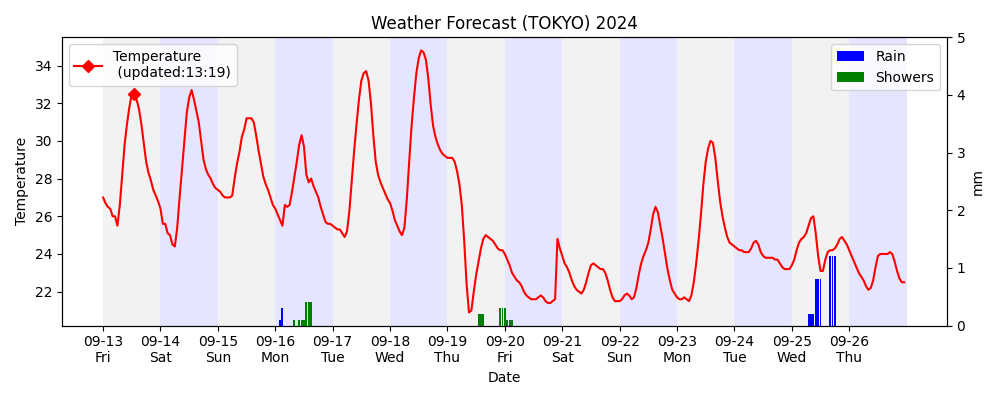 Weather Forecast (TOKYO) 2024
Temperature
(updated:13:19)
Rain
Showers
Temperature
34
32
30
28
26
24
22
5
4
3
2
1
0
mm
09-13 09-14 09-15 09-16 09-17 09-18 09-19 09-20 09-21 09-22 09-23 09-24 09-25 09-26
Fri Sat Sun Mon Tue Wed Thu Fri Sat Sun Mon Tue Wed Thu
Date